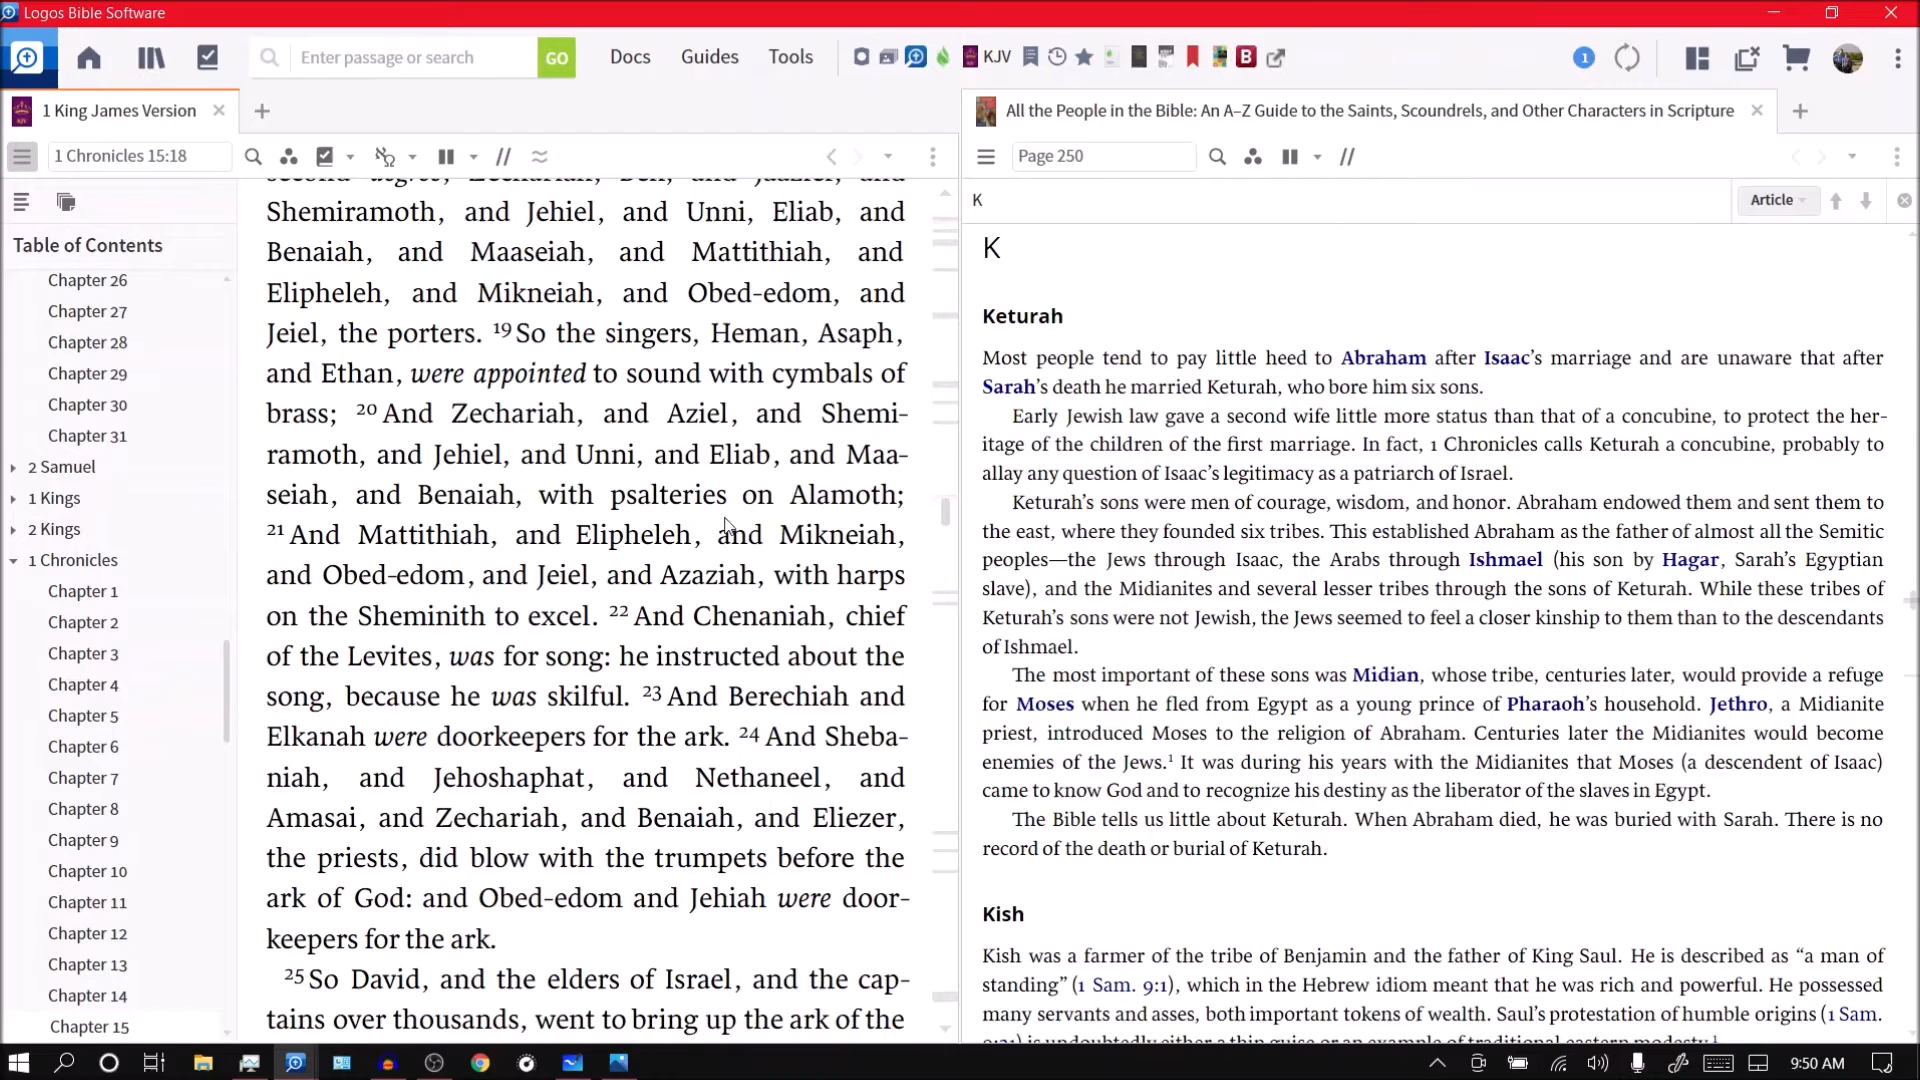 Logos Bible Software
Enter passage or search
GO
Docs
Guides
Tools
KJV
B
1
1 King James Version
All the People in the Bible: An A–Z Guide to the Saints, Scoundrels, and Other Characters in Scripture
1 Chronicles 15:18
Page 250
K
Article
Table of Contents
Chapter 26
Chapter 27
Chapter 28
Chapter 29
Chapter 30
Chapter 31
2 Samuel
1 Kings
2 Kings
1 Chronicles
Chapter 1
Chapter 2
Chapter 3
Chapter 4
Chapter 5
Chapter 6
Chapter 7
Chapter 8
Chapter 9
Chapter 10
Chapter 11
Chapter 12
Chapter 13
Chapter 14
Chapter 15
second degree, Zechariah, Ben, and Jaaziel, and
Shemiramoth, and Jehiel, and Unni, Eliab, and
Benaiah, and Maaseiah, and Mattithiah, and
Elipheleh, and Mikneiah, and Obed-edom, and
Jeiel, the porters. 19 So the singers, Heman, Asaph,
and Ethan, were appointed to sound with cymbals of
brass; 20 And Zechariah, and Aziel, and Shemi-
ramoth, and Jehiel, and Unni, and Eliab, and Maa-
seiah, and Benaiah, with psalteries on Alamoth;
21 And Mattithiah, and Elipheleh, and Mikneiah,
and Obed-edom, and Jeiel, and Azaziah, with harps
on the Sheminith to excel. 22 And Chenaniah, chief
of the Levites, was for song: he instructed about the
song, because he was skilful. 23 And Berechiah and
Elkanah were doorkeepers for the ark. 24 And Sheba-
niah, and Jehoshaphat, and Nethaneel, and
Amasai, and Zechariah, and Benaiah, and Eliezer,
the priests, did blow with the trumpets before the
ark of God: and Obed-edom and Jehiah were door-
keepers for the ark.
25 So David, and the elders of Israel, and the cap-
tains over thousands, went to bring up the ark of the
K
Keturah
Most people tend to pay little heed to Abraham after Isaac's marriage and are unaware that after
Sarah's death he married Keturah, who bore him six sons.
Early Jewish law gave a second wife little more status than that of a concubine, to protect the her-
itage of the children of the first marriage. In fact, 1 Chronicles calls Keturah a concubine, probably to
allay any question of Isaac's legitimacy as a patriarch of Israel.
Keturah's sons were men of courage, wisdom, and honor. Abraham endowed them and sent them to
the east, where they founded six tribes. This established Abraham as the father of almost all the Semitic
peoples—the Jews through Isaac, the Arabs through Ishmael (his son by Hagar, Sarah's Egyptian
slave), and the Midianites and several lesser tribes through the sons of Keturah. While these tribes of
Keturah's sons were not Jewish, the Jews seemed to feel a closer kinship to them than to the descendants
of Ishmael.
The most important of these sons was Midian, whose tribe, centuries later, would provide a refuge
for Moses when he fled from Egypt as a young prince of Pharaoh's household. Jethro, a Midianite
priest, introduced Moses to the religion of Abraham. Centuries later the Midianites would become
enemies of the Jews.1 It was during his years with the Midianites that Moses (a descendent of Isaac)
came to know God and to recognize his destiny as the liberator of the slaves in Egypt.
The Bible tells us little about Keturah. When Abraham died, he was buried with Sarah. There is no
record of the death or burial of Keturah.
Kish
Kish was a farmer of the tribe of Benjamin and the father of King Saul. He is described as “a man of
standing” (1 Sam. 9:1), which in the Hebrew idiom meant that he was rich and powerful. He possessed
many servants and asses, both important tokens of wealth. Saul's protestation of humble origins (1 Sam.
9:21) is undoubtedly either a thin guise or an example of traditional eastern modesty.1
9:50 AM